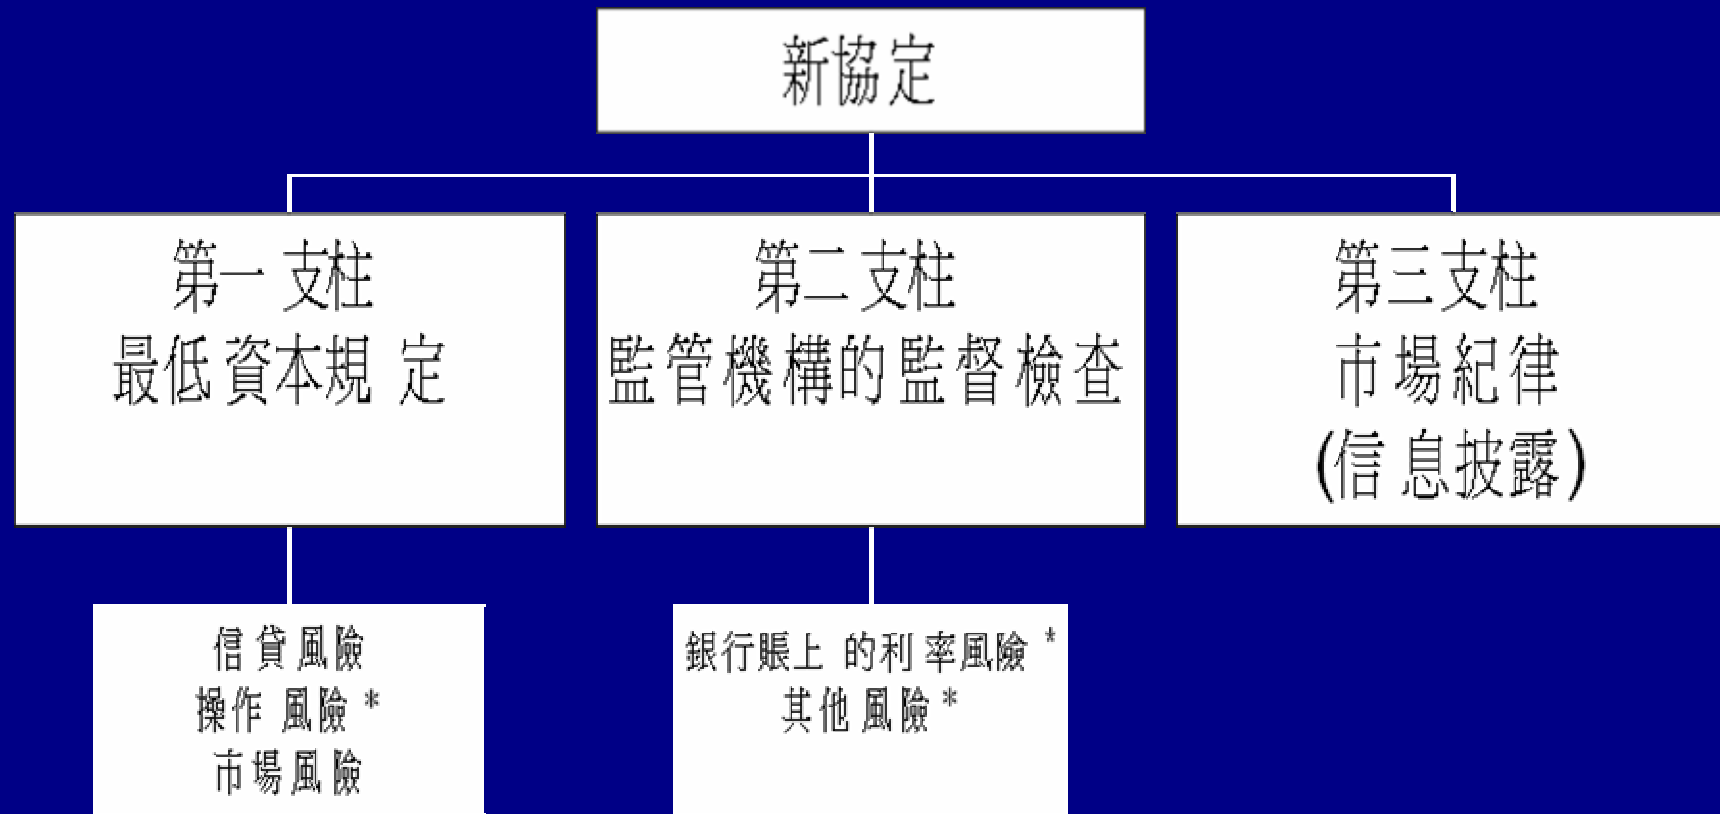 新協定
第一支柱
最低資本規定
第二支柱
監管機構的監督檢查
第三支柱
市場紀律
(信息披露)
信貸風險
操作風險*
市場風險
銀行賬上的利率風險*
其他風險*